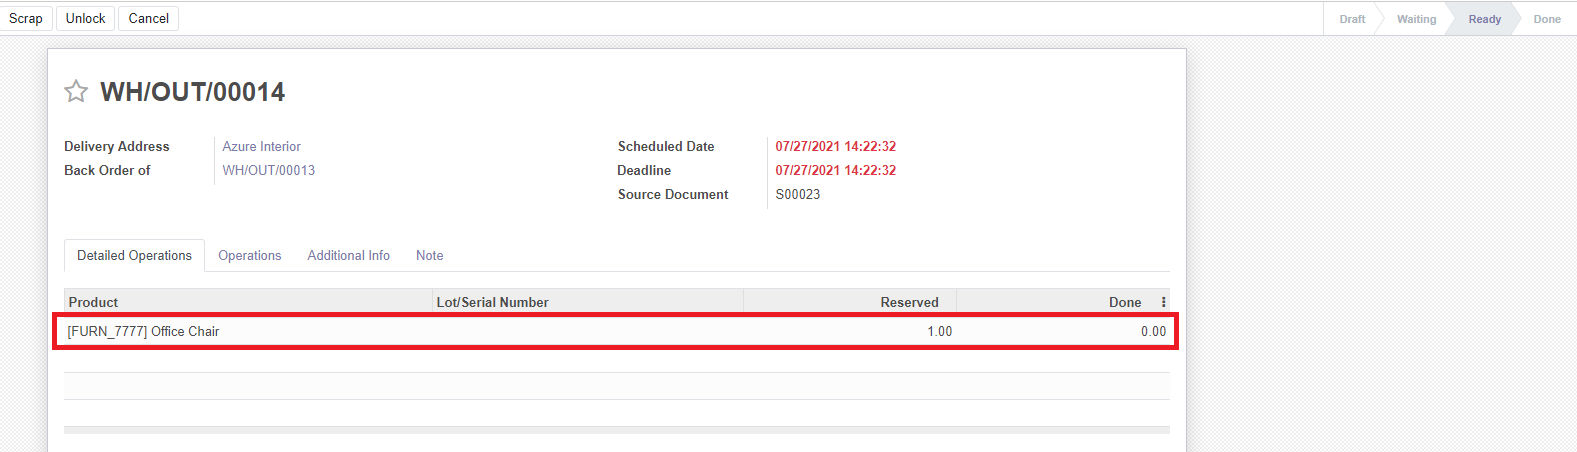 Scrap Unlock Cancel Draft Waiting Ready Done
WH/OUT/00014
Delivery Address Azure Interior Scheduled Date 07/27/2021 14:22:32
Back Order of WH/OUT/00013 Deadline 07/27/2021 14:22:32
Source Document S00023
Detailed Operations Operations Additional Info Note
Product Lot/Serial Number Reserved Done
[FURN_7777] Office Chair 1.00 0.00